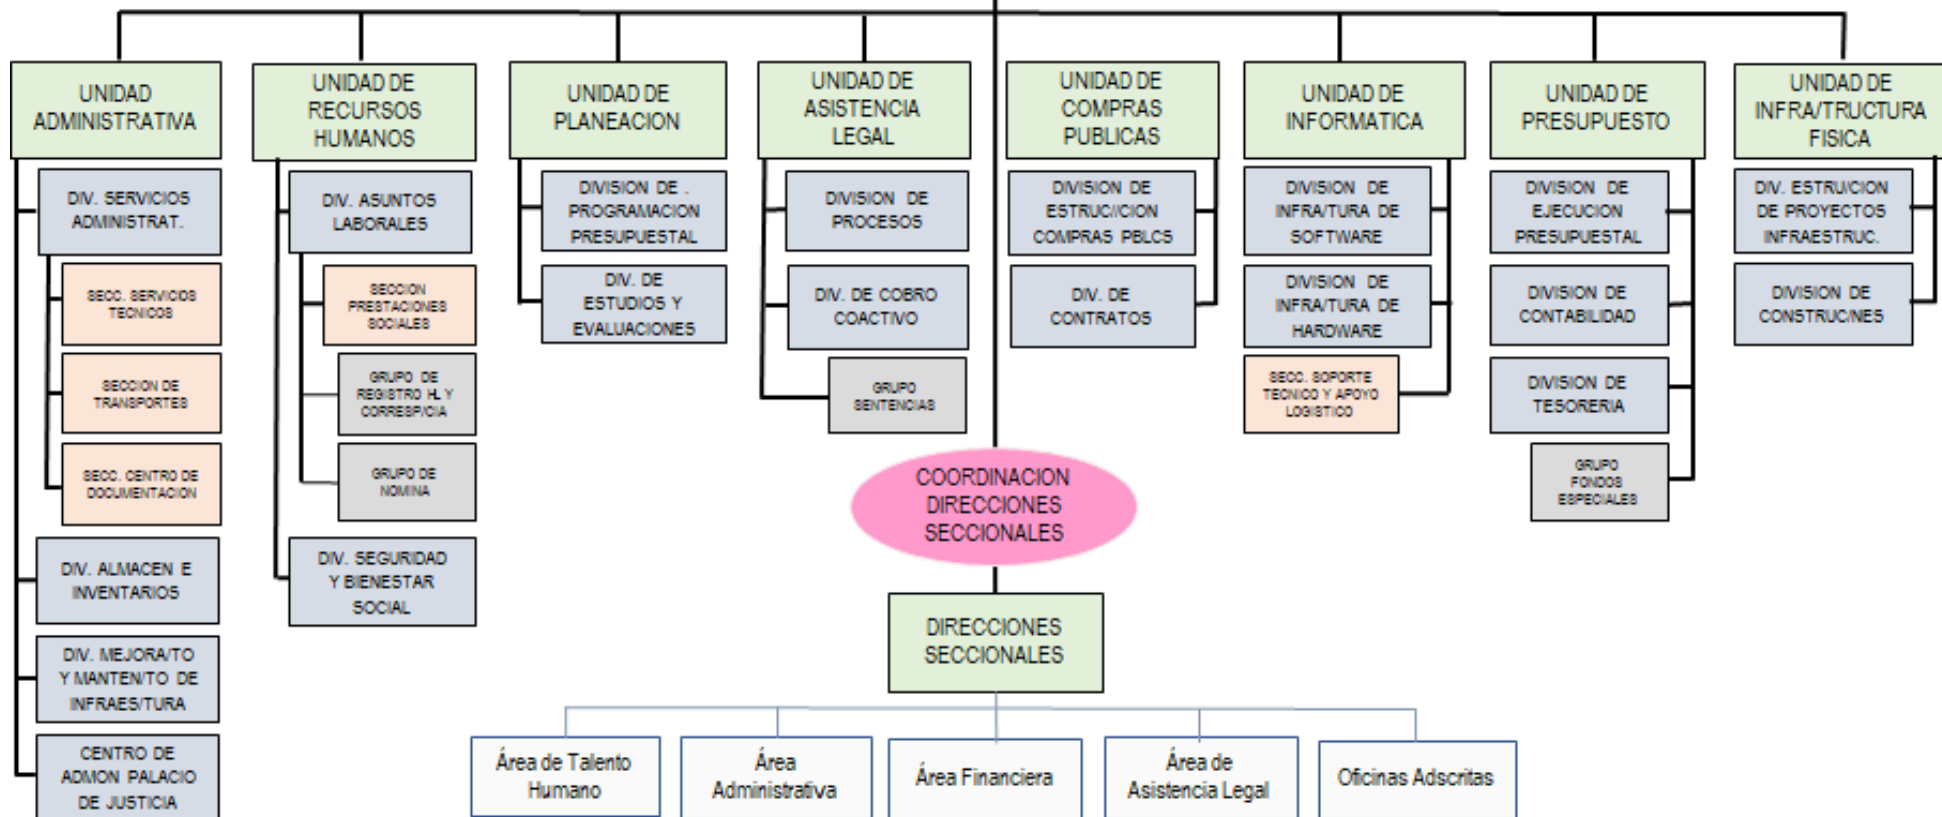 UNIDAD
ADMINISTRATIVA
DIV. SERVICIOS
ADMINISTRAT.
SECC. SERVICIOS
TECNICOS
SECCION DE
TRANSPORTES
SECC. CENTRO DE
DOCUMENTACION
DIV. ALMACEN E
INVENTARIOS
DIV. MEJORA/TO
Y MANTEN/TO DE
INFRAES/TURA
CENTRO DE
ADMON PALACIO
DE JUSTICIA
UNIDAD DE
RECURSOS
HUMANOS
DIV. ASUNTOS
LABORALES
SECCION
PRESTACIONES
SOCIALES
GRUPO DE
REGISTRO HL Y
CORRESP/CIA
GRUPO DE
NOMINA
DIV. SEGURIDAD
Y BIENESTAR
SOCIAL
UNIDAD DE
PLANEACION
DIVISION DE .
PROGRAMACION
PRESUPUESTAL
DIV. DE
ESTUDIOS Y
EVALUACIONES
UNIDAD DE
ASISTENCIA
LEGAL
DIVISION DE
PROCESOS
DIV. DE COBRO
COACTIVO
GRUPO
SENTENCIAS
UNIDAD DE
COMPRAS
PUBLICAS
DIVISION DE
ESTRUC//CION
COMPRAS PBLCS
DIV. DE
CONTRATOS
UNIDAD DE
INFORMATICA
DIVISION DE
INFRA/TURA DE
SOFTWARE
DIVISION DE
INFRA/TURA DE
HARDWARE
SECC. SOPORTE
TECNICO Y APOYO
LOGISTICO
UNIDAD DE
PRESUPUESTO
DIVISION DE
EJECUCION
PRESUPUESTAL
DIVISION DE
CONTABILIDAD
DIVISION DE
TESORERIA
GRUPO
FONDOS
ESPECIALES
UNIDAD DE
INFRA/TRUCTURA
FISICA
DIV. ESTRU/CION
DE PROYECTOS
INFRAESTRUC.
DIVISION DE
CONSTRUC/NES
COORDINACION
DIRECCIONES
SECCIONALES
DIRECCIONES
SECCIONALES
Área de Talento
Humano
Área
Administrativa
Área Financiera
Área de
Asistencia Legal
Oficinas Adscritas